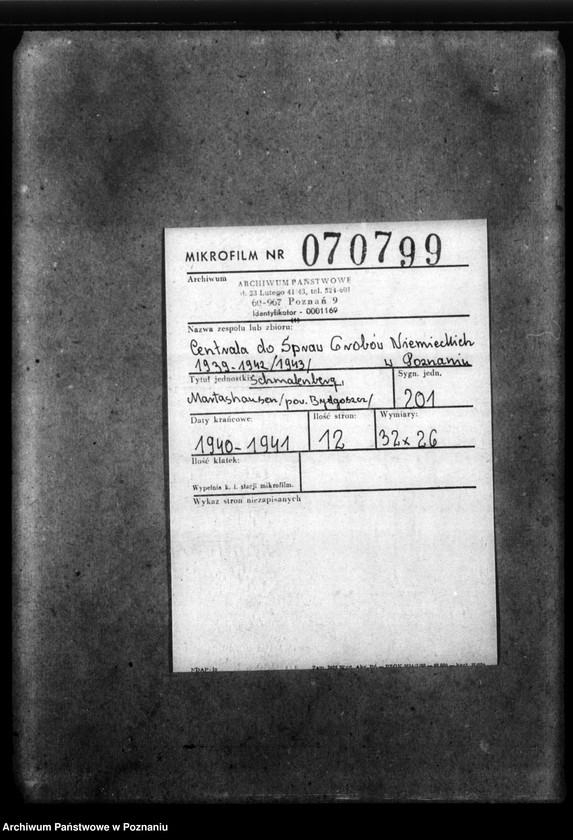 MIKROFILM NR 070799
Archiwum
ARCHIWUM PAŃSTWOWE
ul. 23 Lutego 41/43, tel. 524-601
60-967 Poznań 9
Identyfikator - 0001169
Nazwa zespołu lub zbioru:
Centrala do Spraw Grobów Niemieckich
1939-1942/1943/ w Poznaniu
Tytuł jednostki: Schmalenberg, Sygn. jedn.
Martashausen/pow. Bydgoszcz/ 201
Daty krańcowe: Ilość stron: Wymiary:
1940-1941 12 32x26
Ilość klatek:
Wypełnia k. i. stacji mikrofilm.
Wykaz stron niezapisanych
NDAP
Archiwum Państwowe w Poznaniu